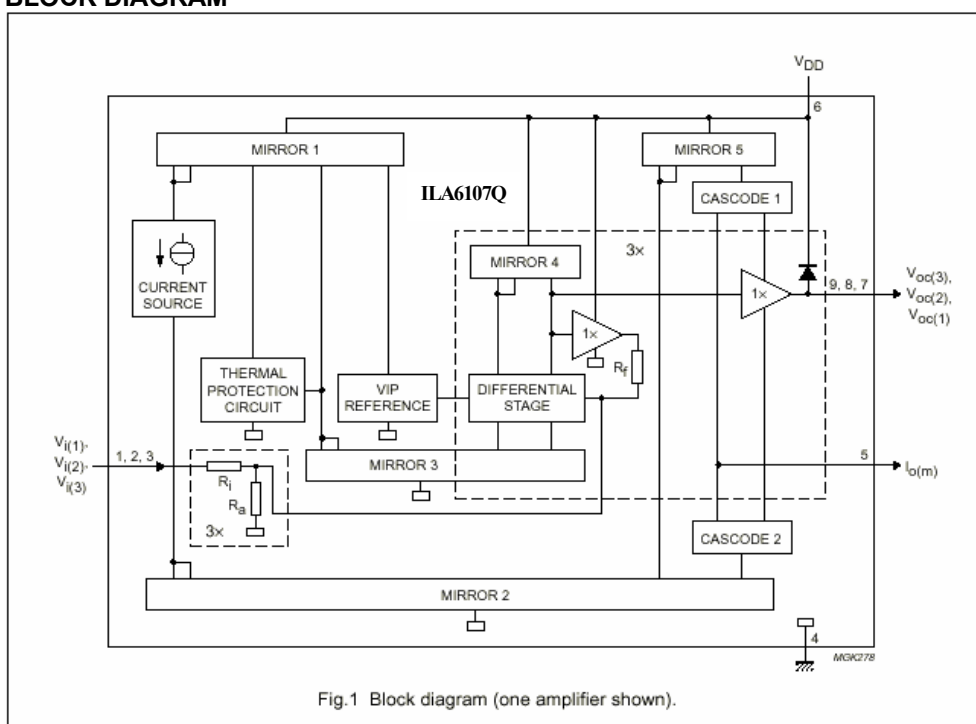 BLOCK DIAGRAM
VDD
6
MIRROR 1
MIRROR 5
ILA6107Q
CASCODE 1
3×
MIRROR 4
CURRENT
SOURCE
1×
9, 8, 7
Voc(3),
Voc(2),
Voc(1)
1×
Rf
THERMAL
PROTECTION
CIRCUIT
VIP
REFERENCE
DIFFERENTIAL
STAGE
Vi(1),
Vi(2),
Vi(3)
1, 2, 3
MIRROR 3
5
Io(m)
Ri
Ra
3×
CASCODE 2
MIRROR 2
4
MGK278
Fig.1 Block diagram (one amplifier shown).